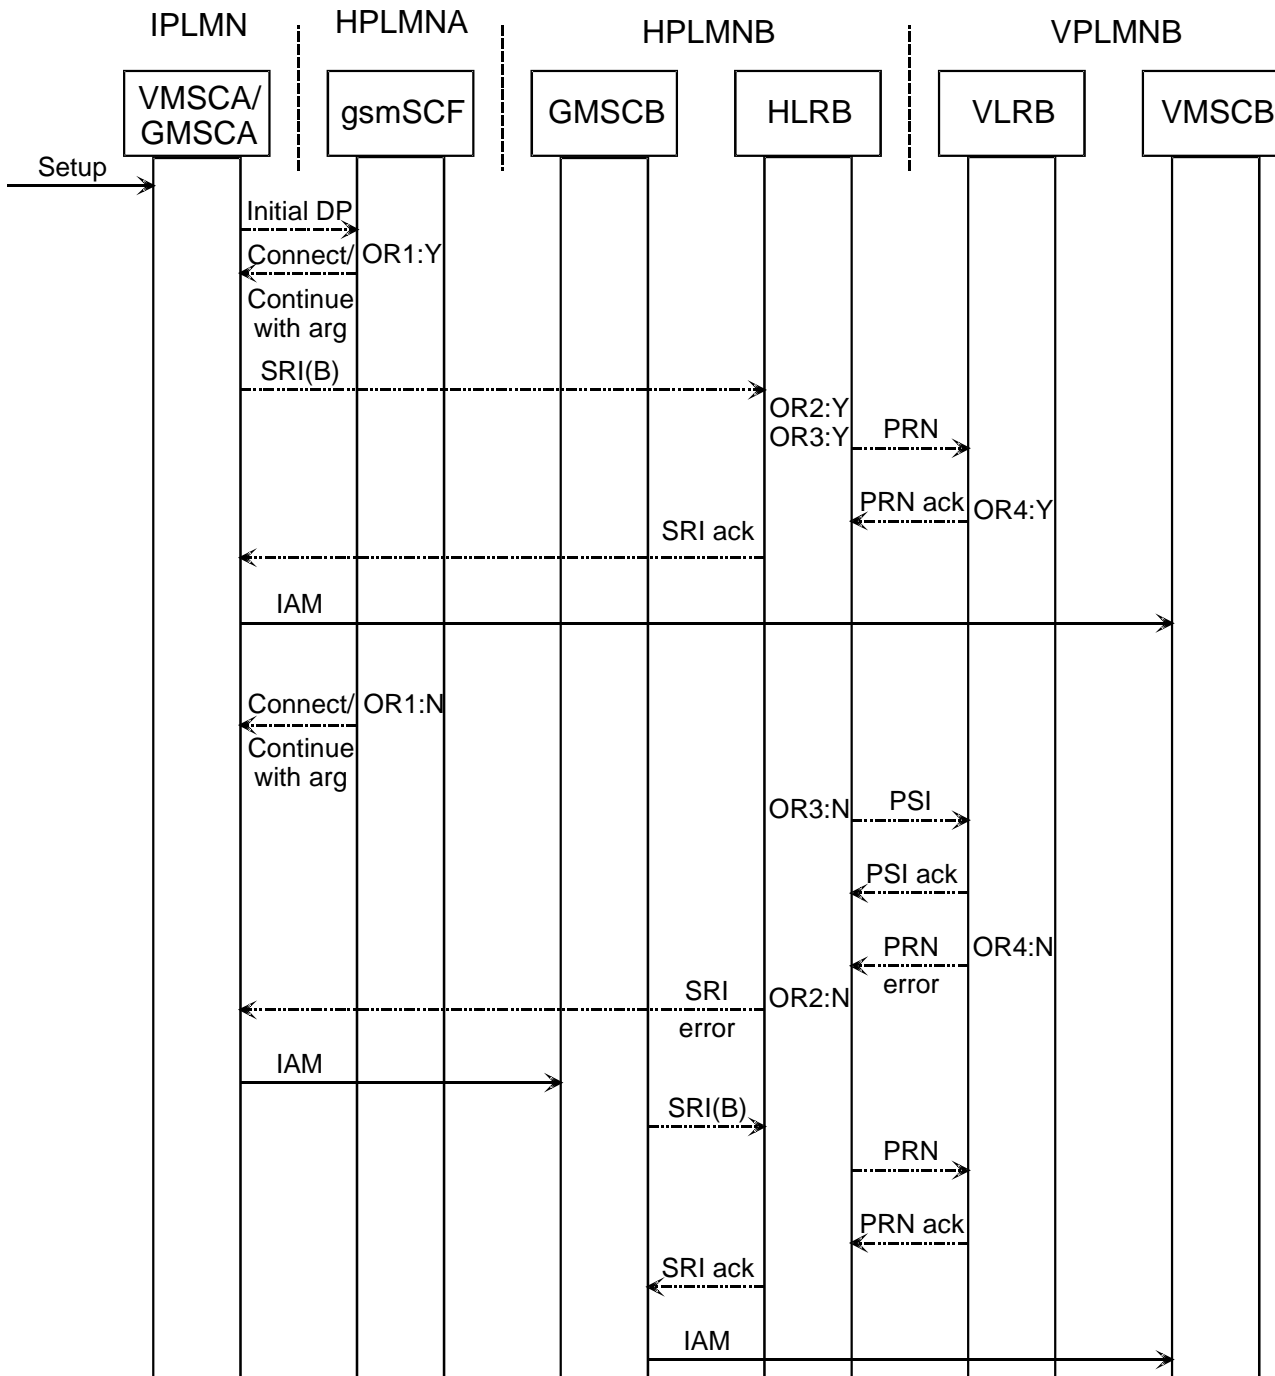 IPLMN
HPLMNA
HPLMNB
VPLMNB
VMSCA/
GMSCA
gsmSCF
GMSCB
HLRB
VLRB
VMSCB
Setup
Initial DP
Connect/
OR1:Y
Continue
with arg
SRI(B)
OR2:Y
OR3:Y
PRN
PRN ack
OR4:Y
SRI ack
IAM
Connect/
OR1:N
Continue
with arg
OR3:N
PSI
PSI ack
PRN
error
OR4:N
SRI
error
OR2:N
IAM
SRI(B)
PRN
PRN ack
SRI ack
IAM